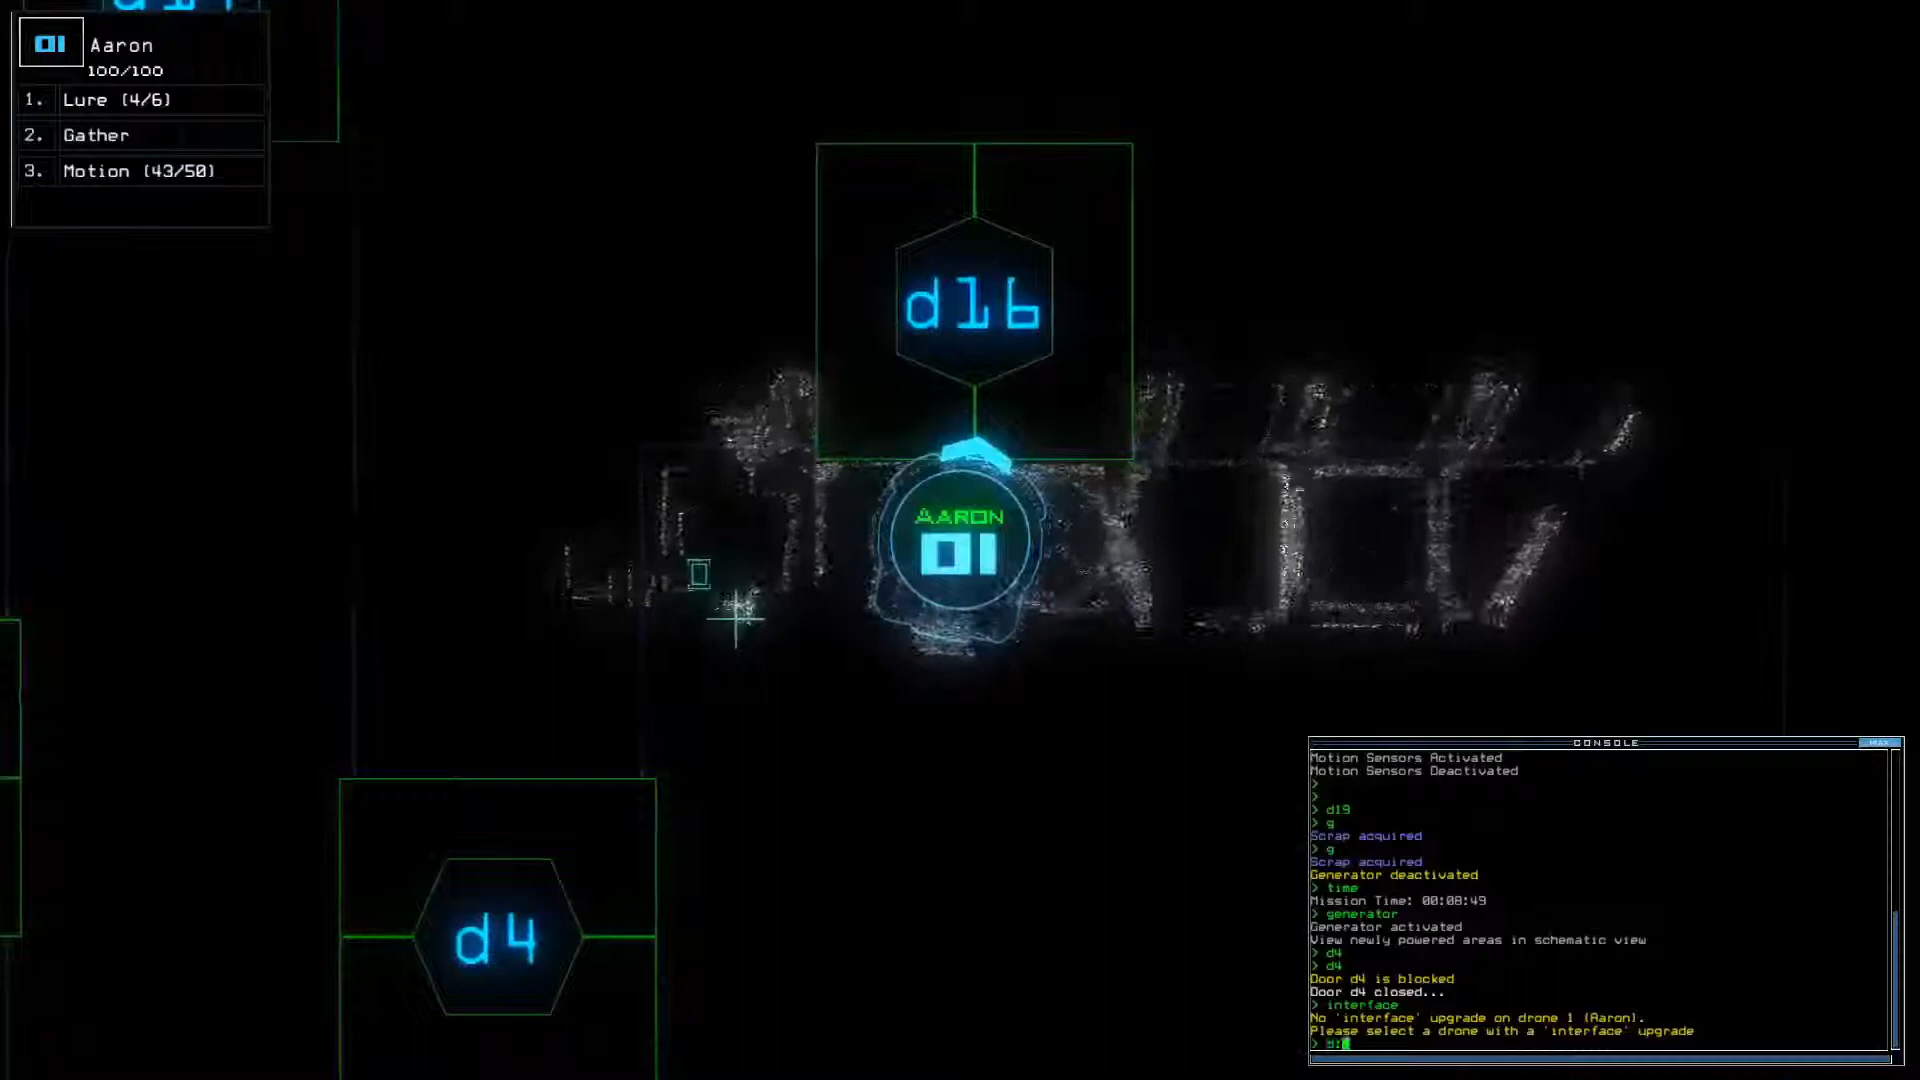 01 Aaron
100/100
1. Lure (4/6)
2. Gather
3. Motion (43/50)
d16
AARON
01
d4
CONSOLE
Motion Sensors Activated
Motion Sensors Deactivated
>
>
> d19
> g
Scrap acquired
> g
Scrap acquired
Generator deactivated
> time
Mission Time: 00:08:49
> generator
Generator activated
View newly powered areas in schematic view
> d4
> d4
Door d4 is blocked
Door d4 closed...
> interface
No 'interface' upgrade on drone 1 (Aaron).
Please select a drone with a 'interface' upgrade
>